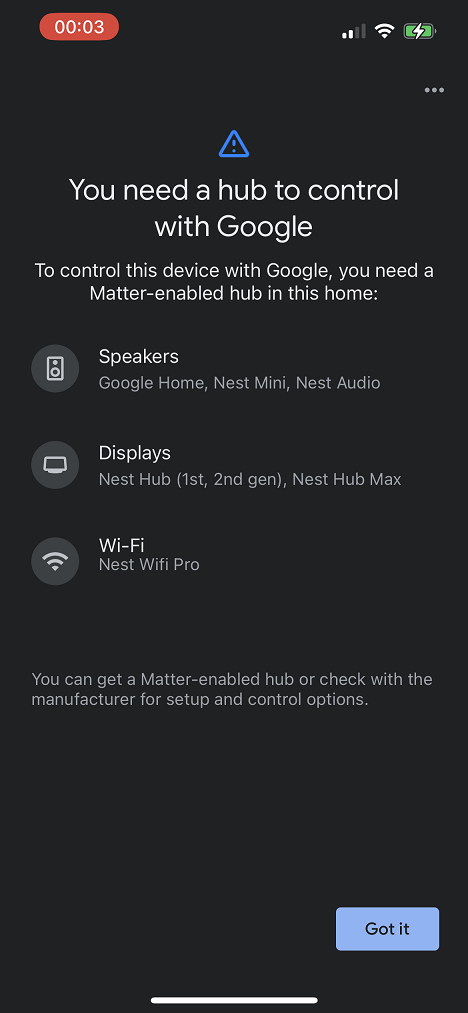 00:03
You need a hub to control
with Google
To control this device with Google, you need a
Matter-enabled hub in this home:
Speakers
Google Home, Nest Mini, Nest Audio
Displays
Nest Hub (1st, 2nd gen), Nest Hub Max
Wi-Fi
Nest Wifi Pro
You can get a Matter-enabled hub or check with the
manufacturer for setup and control options.
Got it